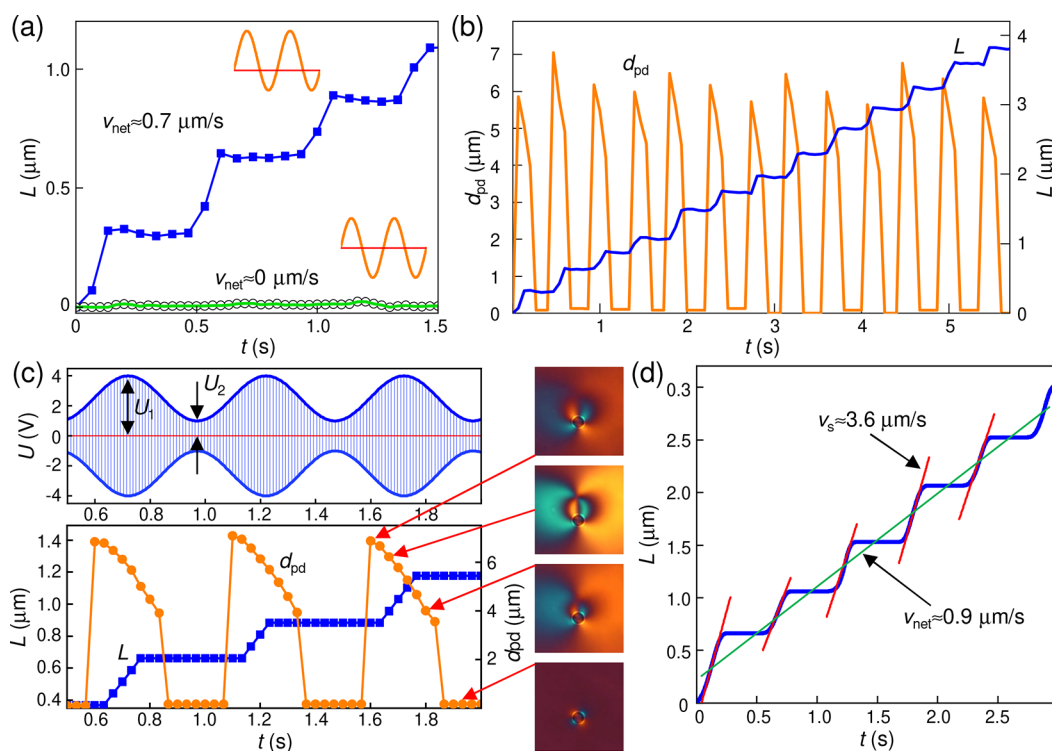 (a)
L (μm)
1.0
0.5
0
v_net≈0.7 μm/s
v_net≈0 μm/s
0 0.5 1.0 1.5
t (s)
(b)
d_pd (μm)
7
6
5
4
3
2
1
0
d_pd
L
4
3
2
1
0
L (μm)
1 2 3 4 5
t (s)
(c)
U (V)
4
2
0
-2
-4
U_1
U_2
0.6 0.8 1.0 1.2 1.4 1.6 1.8
L (μm)
1.4
1.2
1.0
0.8
0.6
0.4
d_pd
L
6
4
2
dpd (μm)
0.6 0.8 1.0 1.2 1.4 1.6 1.8
t (s)
(d)
L (μm)
0.3
2.5
2.0
1.5
1.0
0.5
0.0
v_s≈3.6 μm/s
v_net≈0.9 μm/s
0 0.5 1.0 1.5 2.0 2.5
t (s)